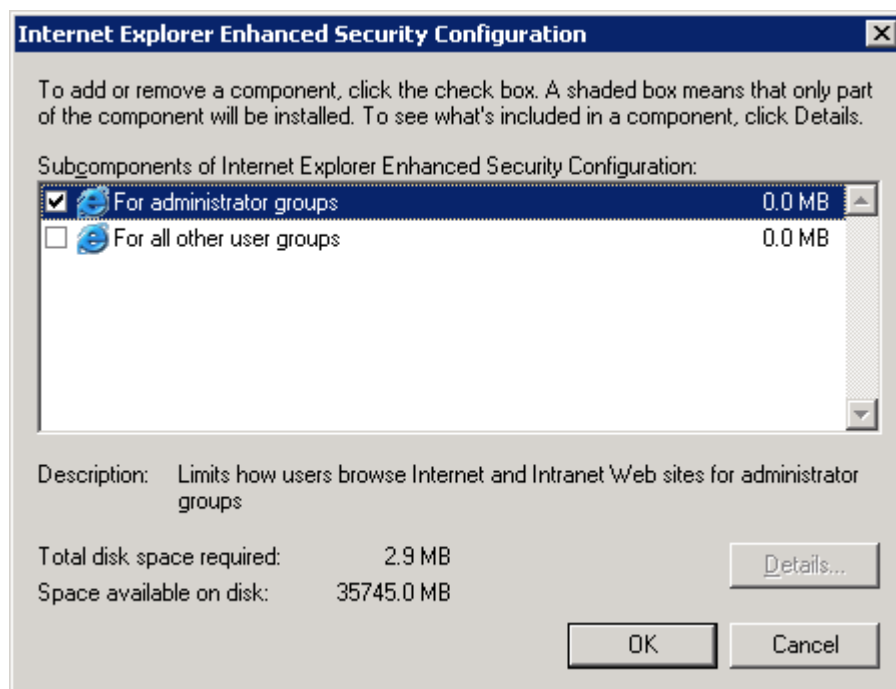 Internet Explorer Enhanced Security Configuration
To add or remove a component, click the check box. A shaded box means that only part
of the component will be installed. To see what's included in a component, click Details.
Subcomponents of Internet Explorer Enhanced Security Configuration:
For administrator groups 0.0 MB
For all other user groups 0.0 MB
Description: Limits how users browse Internet and Intranet Web sites for administrator
groups
Total disk space required: 2.9 MB
Space available on disk: 35745.0 MB
Details...
OK Cancel